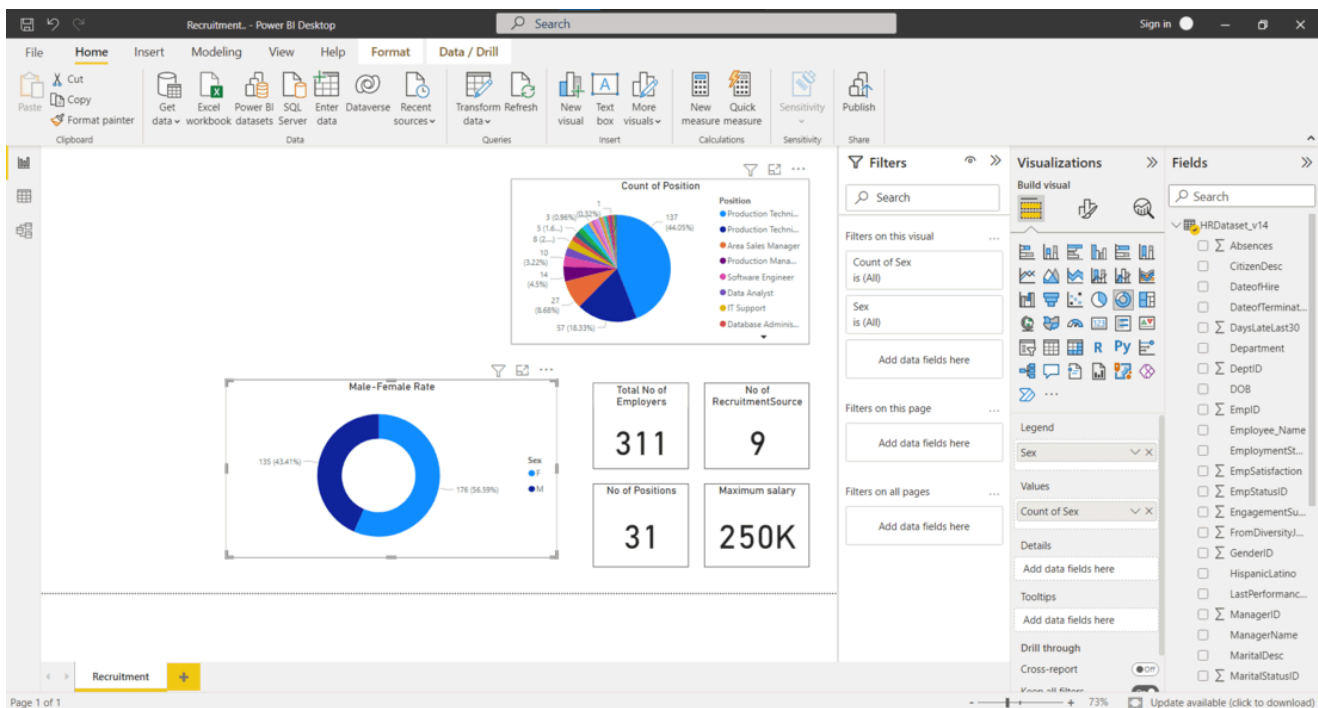 Recruitment.. - Power BI Desktop
Search
Sign in
File Home Insert Modeling View Help Format Data / Drill
Paste
Cut
Copy
Format painter
Clipboard
Get data
Excel workbook
Power BI datasets
SQL Server
Enter data
Dataverse
Recent sources
Data
Transform data
Refresh
Queries
New visual
Text box
More visuals
Insert
New measure
Quick measure
Calculations
Sensitivity
Sensitivity
Publish
Share
Count of Position
1
3 (0.96%)
(0.32%)
5 (1.6...)
8 (2....)
10
(3.22%)
14
(4.5%)
27
(8.68%)
57 (18.33%)
137
(44.05%)
Position
Production Techni...
Production Techni...
Area Sales Manager
Production Mana...
Software Engineer
Data Analyst
IT Support
Database Adminis...
Male-Female Rate
135 (43.41%)
176 (56.59%)
Sex
F
M
Total No of
Employers
311
No of
RecruitmentSource
9
No of Positions
31
Maximum salary
250K
Filters
Search
Filters on this visual
...
Count of Sex
is (All)
Sex
is (All)
Add data fields here
Filters on this page
...
Add data fields here
Filters on all pages
...
Add data fields here
Visualizations
Build visual
R
Py
...
Legend
Sex
Values
Count of Sex
Details
Add data fields here
Tooltips
Add data fields here
Drill through
Cross-report
Off
Keep all filters
Fields
Search
HRDataset_v14
Absences
CitizenDesc
DateofHire
DateofTerminat...
DaysLateLast30
Department
DeptID
DOB
EmpID
Employee_Name
EmploymentSt...
EmpSatisfaction
EmpStatusID
EngagementSu...
FromDiversityJ...
GenderID
HispanicLatino
LastPerformanc...
ManagerID
ManagerName
MaritalDesc
MaritalStatusID
Recruitment
Page 1 of 1
73%
Update available (click to download)